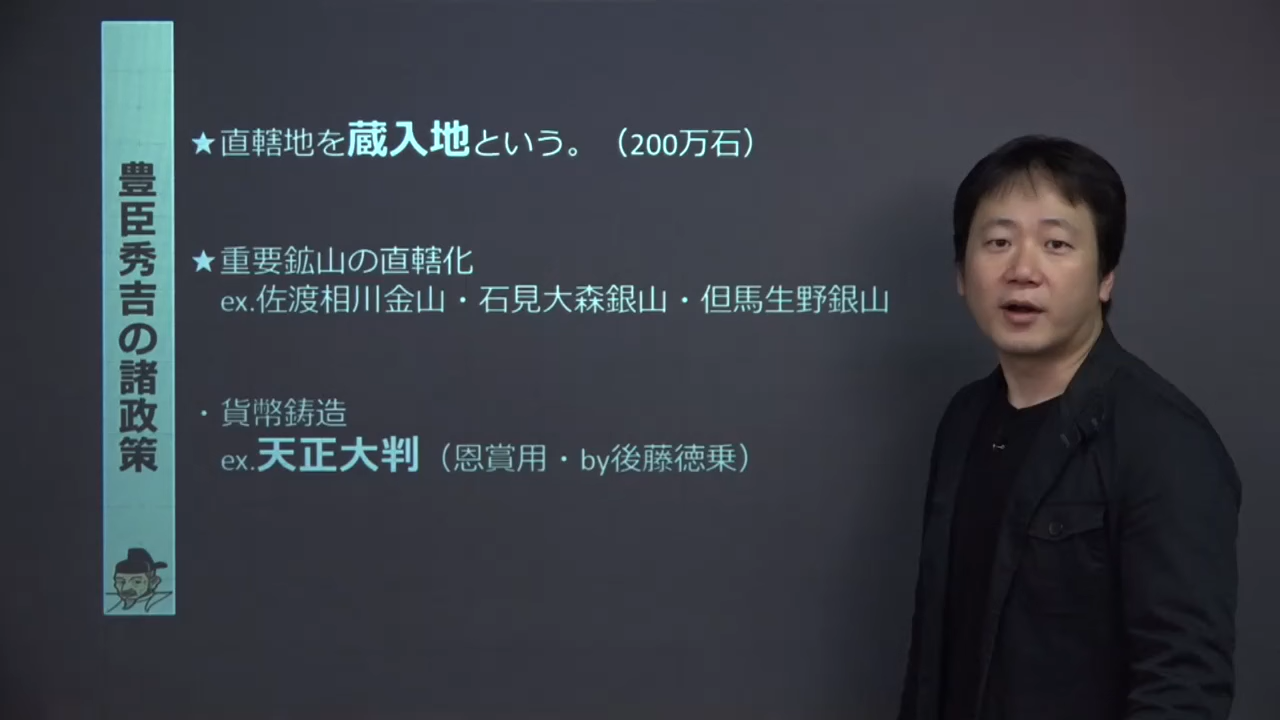 豊臣秀吉の諸政策
★直轄地を蔵入地という。（200万石）
★重要鉱山の直轄化
ex.佐渡相川金山・石見大森銀山・但馬生野銀山
・貨幣鋳造
ex.天正大判（恩賞用・by後藤徳乗）